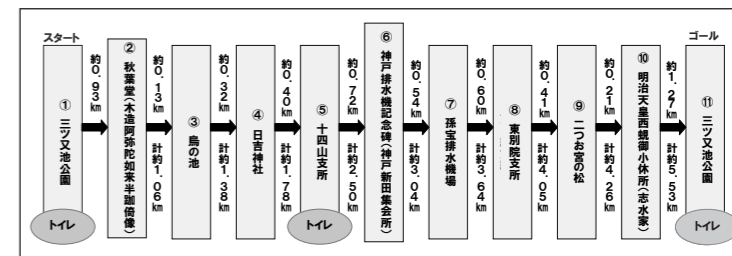 スタート
① 三ツ又池公園
トイレ
約0.93km
② 秋葉堂(木造阿弥陀如来半跏倚像)
約0.13km 計約1.06km
③ 鳥の池
約0.32km 計約1.38km
④ 日吉神社
約0.40km 計約1.78km
⑤ 十四山支所
トイレ
約0.72km 計約2.50km
⑥ 神戸排水機記念碑(神戸新田集会所)
約0.54km 計約3.04km
⑦ 孫宝排水機場
約0.60km 計約3.64km
⑧ 東別院支所
約0.41km 計約4.05km
⑨ 二つお宮の松
約0.21km 計約4.26km
⑩ 明治天皇西蜆御小休所(志水家)
約1.27km 計約5.53km
ゴール
⑪ 三ツ又池公園
トイレ